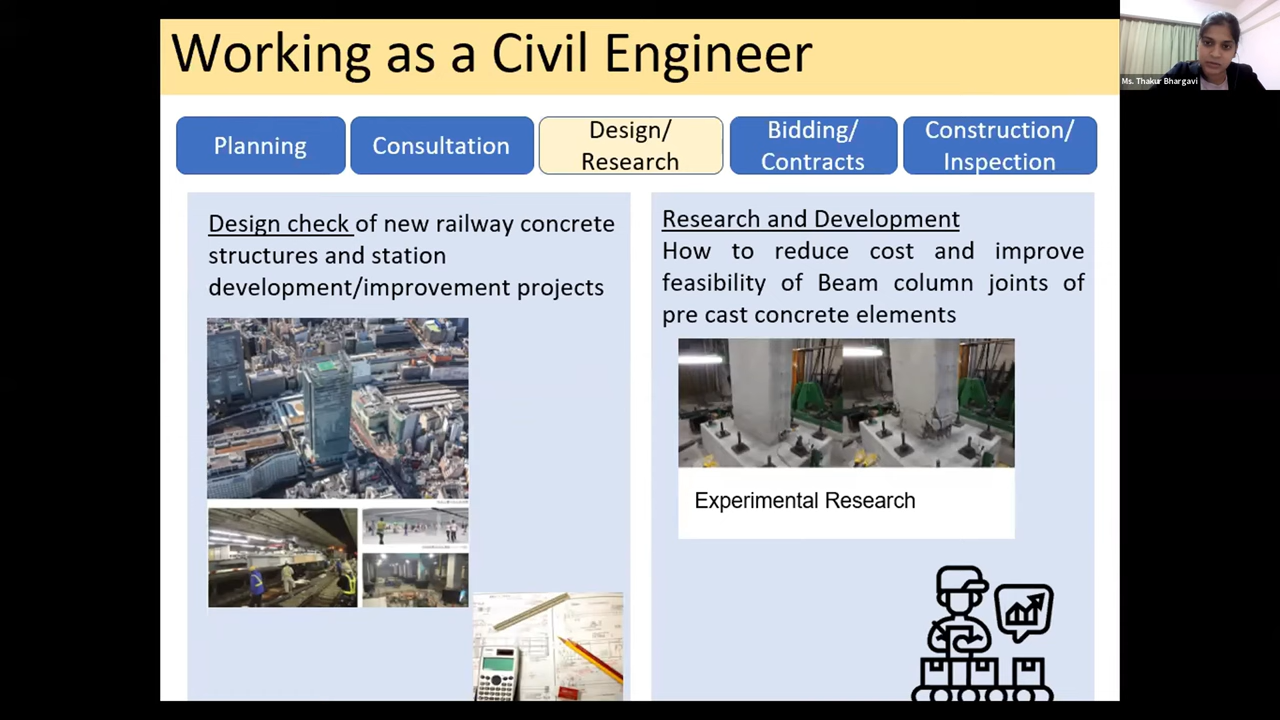 Working as a Civil Engineer
Ms. Thakur Bhargavi
Planning
Consultation
Design/
Research
Bidding/
Contracts
Construction/
Inspection
Design check of new railway concrete
structures and station
development/improvement projects
Research and Development
How to reduce cost and improve
feasibility of Beam column joints of
pre cast concrete elements
Experimental Research